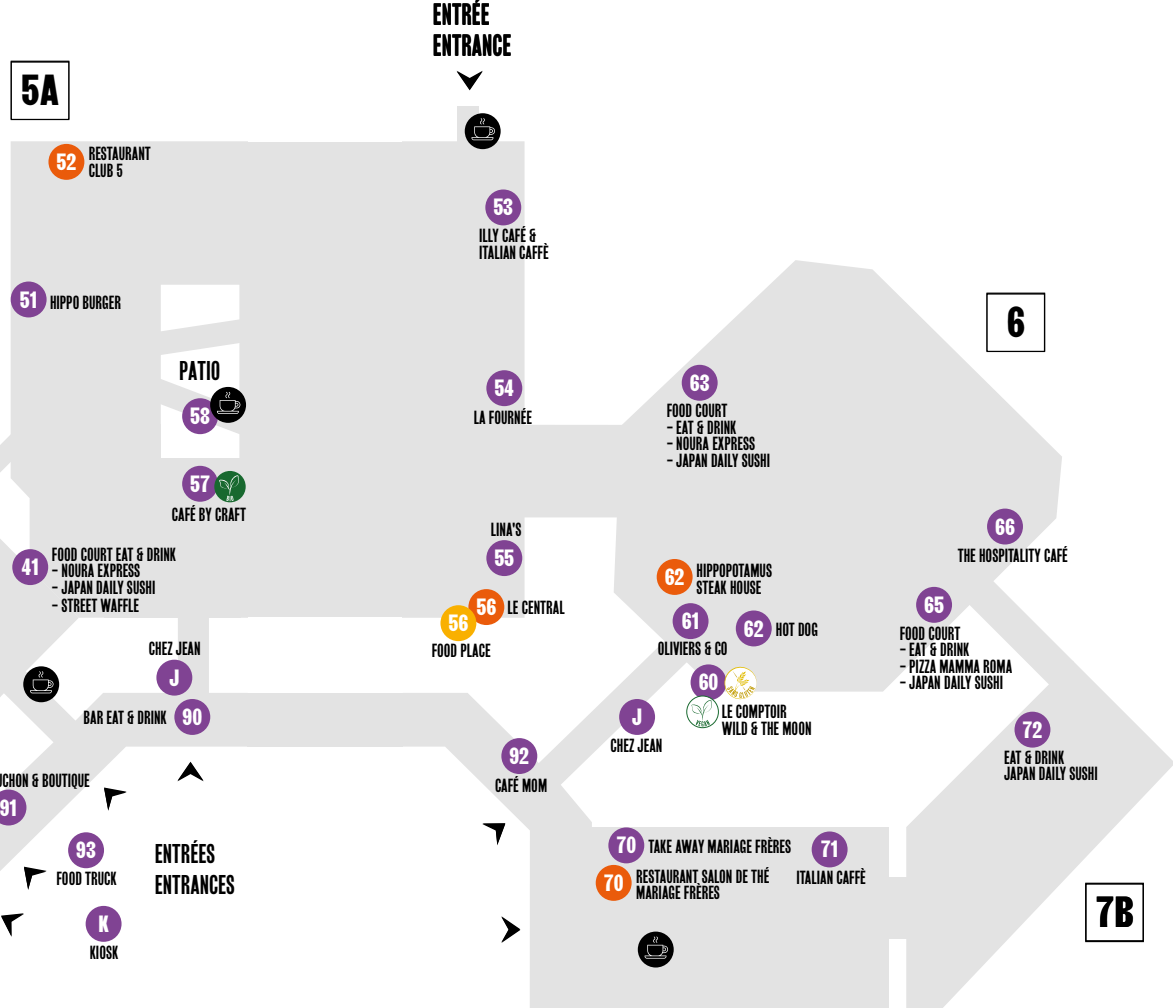 ENTRÉE
ENTRANCE
5A
52
RESTAURANT
CLUB 5
53
ILLY CAFÉ &
ITALIAN CAFFÈ
51
HIPPO BURGER
6
PATIO
58
54
LA FOURNÉE
63
FOOD COURT
- EAT & DRINK
- NOURA EXPRESS
- JAPAN DAILY SUSHI
57
BIO
CAFÉ BY CRAFT
LINA'S
55
66
THE HOSPITALITY CAFÉ
41
FOOD COURT EAT & DRINK
- NOURA EXPRESS
- JAPAN DAILY SUSHI
- STREET WAFFLE
62
HIPPOPOTAMUS
STEAK HOUSE
56
LE CENTRAL
56
FOOD PLACE
61
OLIVIERS & CO
62
HOT DOG
65
FOOD COURT
- EAT & DRINK
- PIZZA MAMMA ROMA
- JAPAN DAILY SUSHI
CHEZ JEAN
J
60
SANS GLUTEN
VEGAN
LE COMPTOIR
WILD & THE MOON
BAR EAT & DRINK
90
J
CHEZ JEAN
72
EAT & DRINK
JAPAN DAILY SUSHI
92
CAFÉ MOM
UCHON & BOUTIQUE
91
93
FOOD TRUCK
ENTRÉES
ENTRANCES
70
TAKE AWAY MARIAGE FRÈRES
71
ITALIAN CAFFÈ
70
RESTAURANT SALON DE THÉ
MARIAGE FRÈRES
K
KIOSK
7B